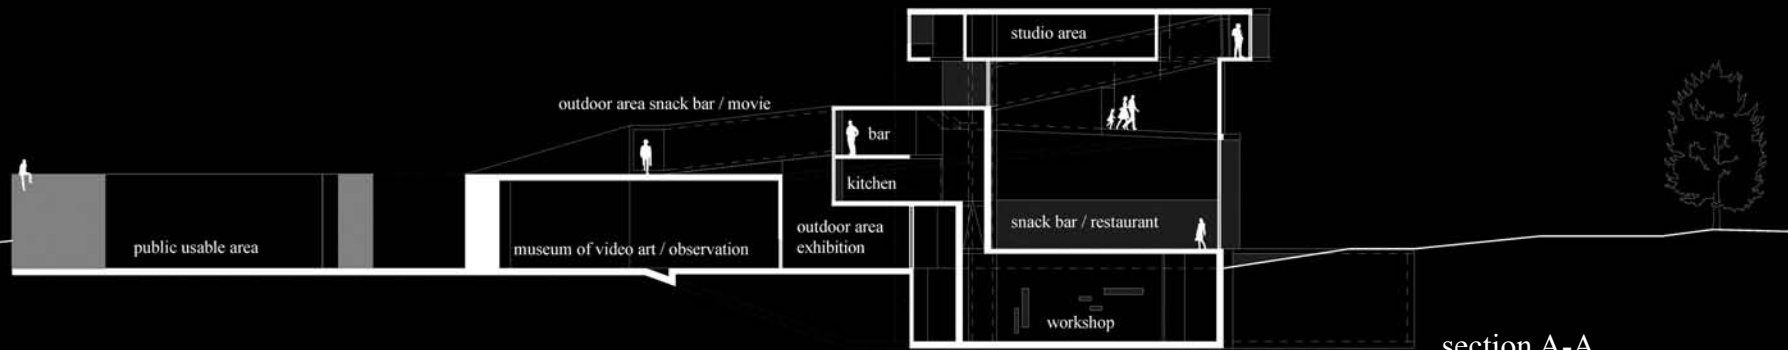 studio area
outdoor area snack bar / movie
bar
kitchen
snack bar / restaurant
outdoor area
exhibition
public usable area
museum of video art / observation
workshop
section A-A